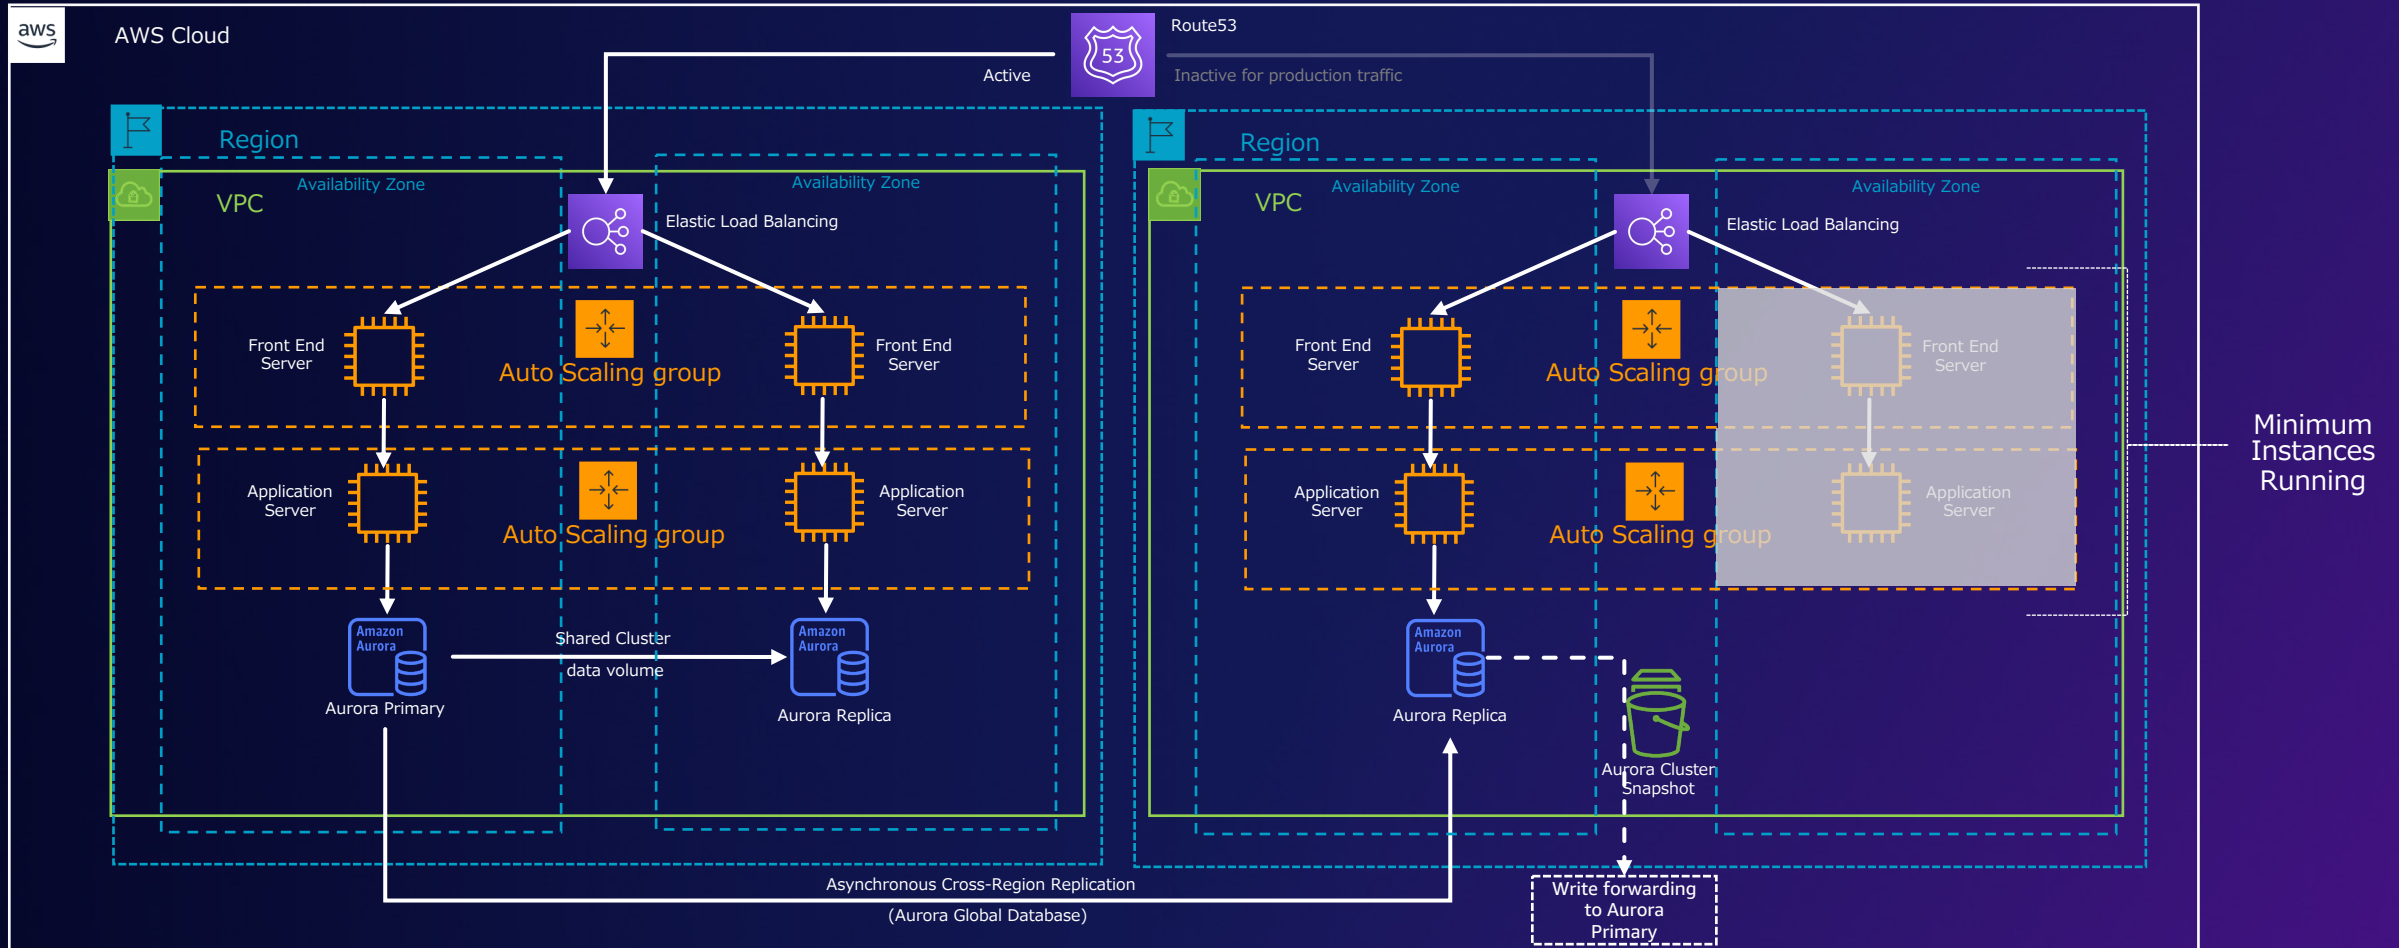 aws
AWS Cloud
53
Route53
Active
Inactive for production traffic
Region
Availability Zone
Availability Zone
VPC
Elastic Load Balancing
Front End
Server
Auto Scaling group
Front End
Server
Application
Server
Auto Scaling group
Application
Server
Amazon
Aurora
Aurora Primary
Shared Cluster
data volume
Amazon
Aurora
Aurora Replica
Region
Availability Zone
Availability Zone
VPC
Elastic Load Balancing
Front End
Server
Auto Scaling group
Front End
Server
Application
Server
Auto Scaling group
Application
Server
Minimum
Instances
Running
Amazon
Aurora
Aurora Replica
Aurora Cluster
Snapshot
Asynchronous Cross-Region Replication
(Aurora Global Database)
Write forwarding
to Aurora
Primary